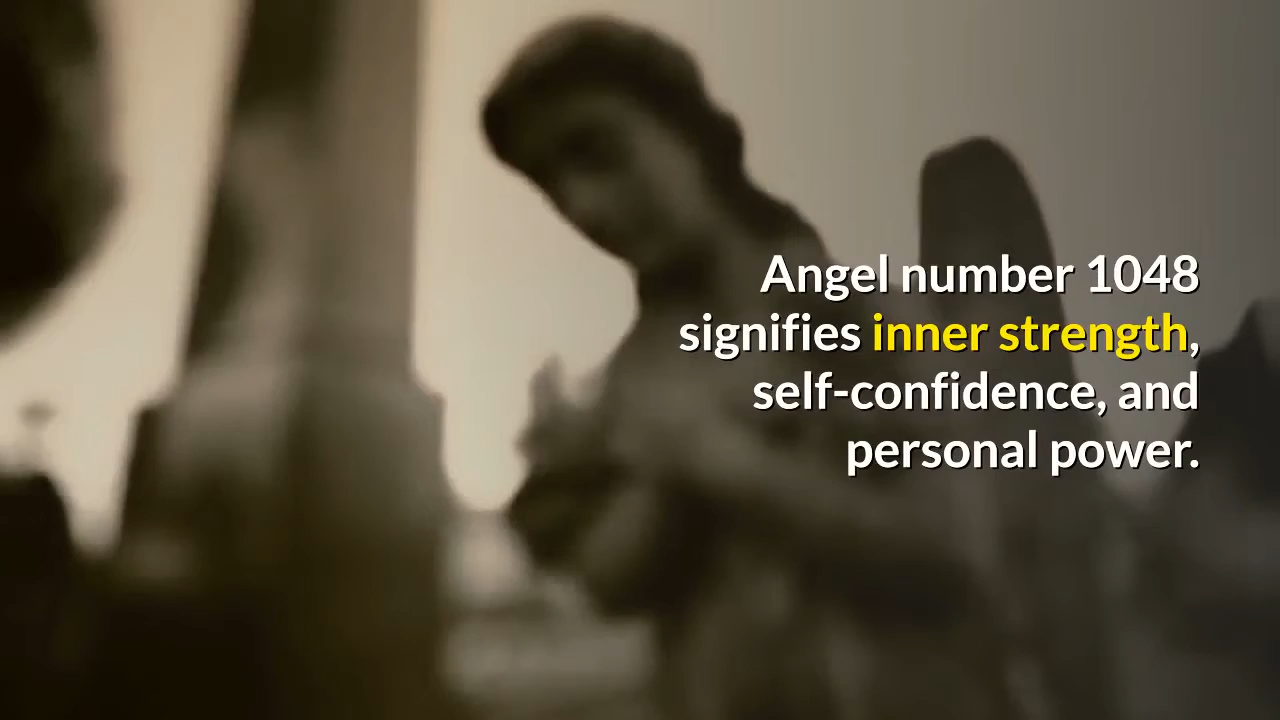 Angel number 1048
signifies inner strength,
self-confidence, and
personal power.